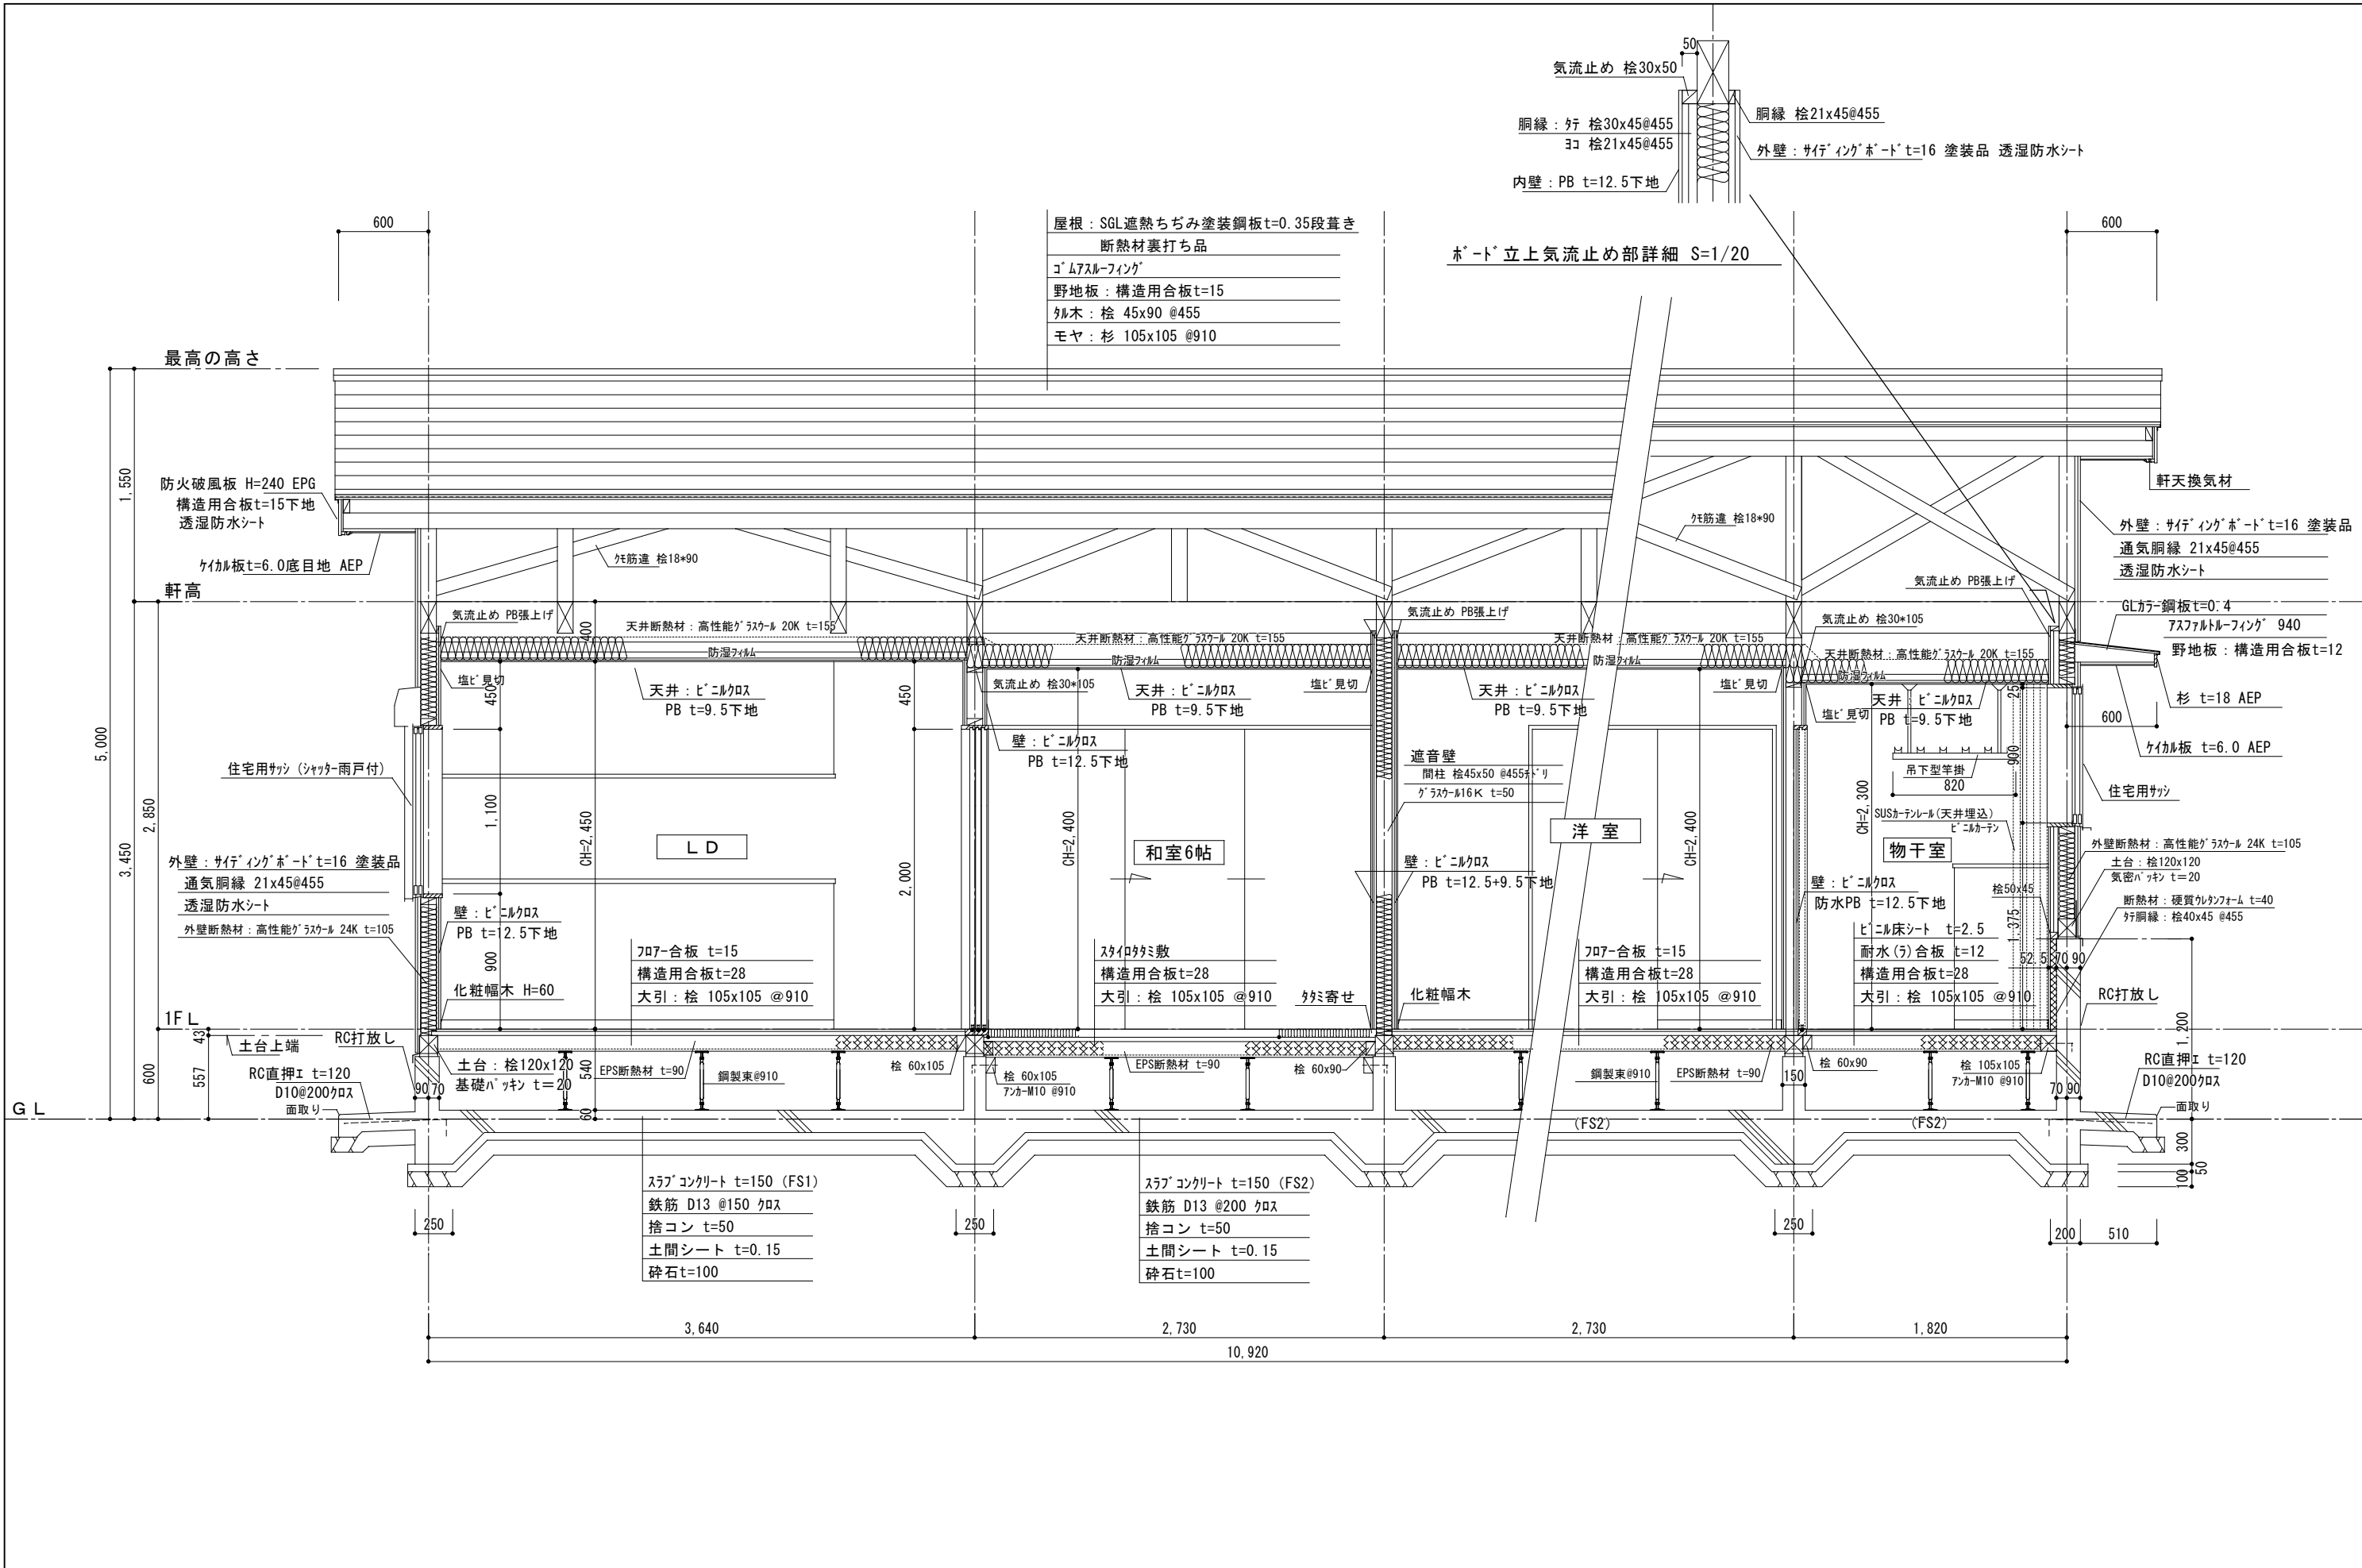 50
気流止め 桧30x50
胴縁：ﾀﾃ 桧30x45@455
ﾖｺ 桧21x45@455
内壁：PB t=12.5下地
胴縁 桧21x45@455
外壁：ｻｲﾃﾞｨﾝｸﾞﾎﾞｰﾄﾞt=16 塗装品 透湿防水ｼｰﾄ
ﾎﾞｰﾄﾞ立上気流止め部詳細 S=1/20
600
屋根：SGL遮熱ちぢみ塗装鋼板t=0.35段葺き
断熱材裏打ち品
ｺﾞﾑｱｽﾙｰﾌｨﾝｸﾞ
野地板：構造用合板t=15
ﾀﾙ木：桧 45x90 @455
モヤ：杉 105x105 @910
600
最高の高さ
1,550
5,000
防火破風板 H=240 EPG
構造用合板t=15下地
透湿防水ｼｰﾄ
ｹｲｶﾙ板t=6.0底目地 AEP
軒高
ｸﾓ筋違 桧18*90
ｸﾓ筋違 桧18*90
軒天換気材
外壁：ｻｲﾃﾞｨﾝｸﾞﾎﾞｰﾄﾞt=16 塗装品
通気胴縁 21x45@455
透湿防水ｼｰﾄ
気流止め PB張上げ
GLｶﾗｰ鋼板t=0.4
ｱｽﾌｧﾙﾄﾙｰﾌｨﾝｸﾞ 940
野地板：構造用合板t=12
杉 t=18 AEP
600
ｹｲｶﾙ板 t=6.0 AEP
住宅用ｻｯｼ
気流止め PB張上げ
天井断熱材：高性能ｸﾞﾗｽｳｰﾙ 20K t=155
防湿ﾌｨﾙﾑ
400
塩ﾋﾞ見切
450
天井：ﾋﾞﾆﾙｸﾛｽ
PB t=9.5下地
天井断熱材：高性能ｸﾞﾗｽｳｰﾙ 20K t=155
防湿ﾌｨﾙﾑ
気流止め 桧30*105
450
天井：ﾋﾞﾆﾙｸﾛｽ
PB t=9.5下地
塩ﾋﾞ見切
気流止め PB張上げ
天井断熱材：高性能ｸﾞﾗｽｳｰﾙ 20K t=155
防湿ﾌｨﾙﾑ
天井：ﾋﾞﾆﾙｸﾛｽ
PB t=9.5下地
塩ﾋﾞ見切
気流止め 桧30*105
天井断熱材：高性能ｸﾞﾗｽｳｰﾙ 20K t=155
防湿ﾌｨﾙﾑ
塩ﾋﾞ見切
天井：ﾋﾞﾆﾙｸﾛｽ
PB t=9.5下地
25
壁：ﾋﾞﾆﾙｸﾛｽ
PB t=12.5下地
遮音壁
間柱 桧45x50 @455ﾁﾄﾞﾘ
ｸﾞﾗｽｳｰﾙ16K t=50
900
吊下型竿掛
820
SUSｶｰﾃﾝﾚｰﾙ(天井埋込)
ﾋﾞﾆﾙｶｰﾃﾝ
住宅用ｻｯｼ (ｼｬｯﾀｰ雨戸付)
2,850
3,450
1,100
CH=2,450
2,000
CH=2,400
CH=2,400
CH=2,300
ＬＤ
和室6帖
洋 室
物干室
壁：ﾋﾞﾆﾙｸﾛｽ
PB t=12.5+9.5下地
壁：ﾋﾞﾆﾙｸﾛｽ
防水PB t=12.5下地
外壁断熱材：高性能ｸﾞﾗｽｳｰﾙ 24K t=105
土台：桧120x120
気密ﾊﾟｯｷﾝ t=20
桧50x45
断熱材：硬質ｳﾚﾀﾝﾌｫｰﾑ t=40
ﾀﾃ胴縁：桧40x45 @455
1,375
52.5 70 90
外壁：ｻｲﾃﾞｨﾝｸﾞﾎﾞｰﾄﾞt=16 塗装品
通気胴縁 21x45@455
透湿防水ｼｰﾄ
外壁断熱材：高性能ｸﾞﾗｽｳｰﾙ 24K t=105
壁：ﾋﾞﾆﾙｸﾛｽ
PB t=12.5下地
900
化粧幅木 H=60
ﾌﾛｱｰ合板 t=15
構造用合板t=28
大引：桧 105x105 @910
ｽﾀｲﾛﾀﾀﾐ敷
構造用合板t=28
大引：桧 105x105 @910
ﾀﾀﾐ寄せ
化粧幅木
ﾌﾛｱｰ合板 t=15
構造用合板t=28
大引：桧 105x105 @910
ﾋﾞﾆﾙ床ｼｰﾄ t=2.5
耐水(ﾗ)合板 t=12
構造用合板t=28
大引：桧 105x105 @910
RC打放し
1,200
1FL
43
土台上端
RC打放し
600
557
RC直押ｴ t=120
D10@200ｸﾛｽ
面取り
GL
90 70
土台：桧120x120
基礎ﾊﾟｯｷﾝ t=20
540
60
EPS断熱材 t=90
鋼製束@910
桧 60x105
桧 60x105
ｱﾝｶｰM10 @910
EPS断熱材 t=90
桧 60x90
鋼製束@910
EPS断熱材 t=90
150
桧 60x90
桧 105x105
ｱﾝｶｰM10 @910
70 90
RC直押ｴ t=120
D10@200ｸﾛｽ
面取り
(FS2)
(FS2)
300
50
100
250
ｽﾗﾌﾞｺﾝｸﾘｰﾄ t=150 (FS1)
鉄筋 D13 @150 ｸﾛｽ
捨コン t=50
土間シート t=0.15
砕石t=100
250
ｽﾗﾌﾞｺﾝｸﾘｰﾄ t=150 (FS2)
鉄筋 D13 @200 ｸﾛｽ
捨コン t=50
土間シート t=0.15
砕石t=100
250
200
510
3,640
2,730
2,730
1,820
10,920